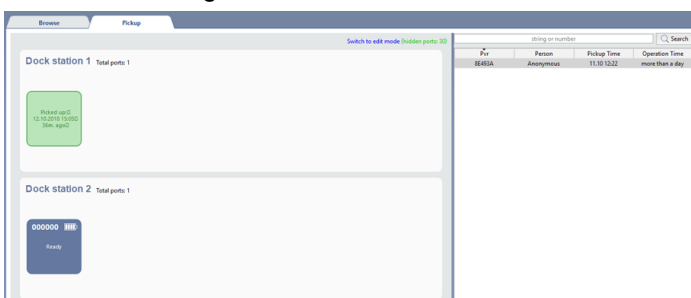 Browse Pickup
Switch to edit mode (hidden ports: 30)
Dock station 1 Total ports: 1
Picked up:
12.10.2018 15:05
36m. ago
Dock station 2 Total ports: 1
000000
Ready
string or number Search
Pvr Person Pickup Time Operation Time
8E493A Anonymous 11.10 12:22 more than a day